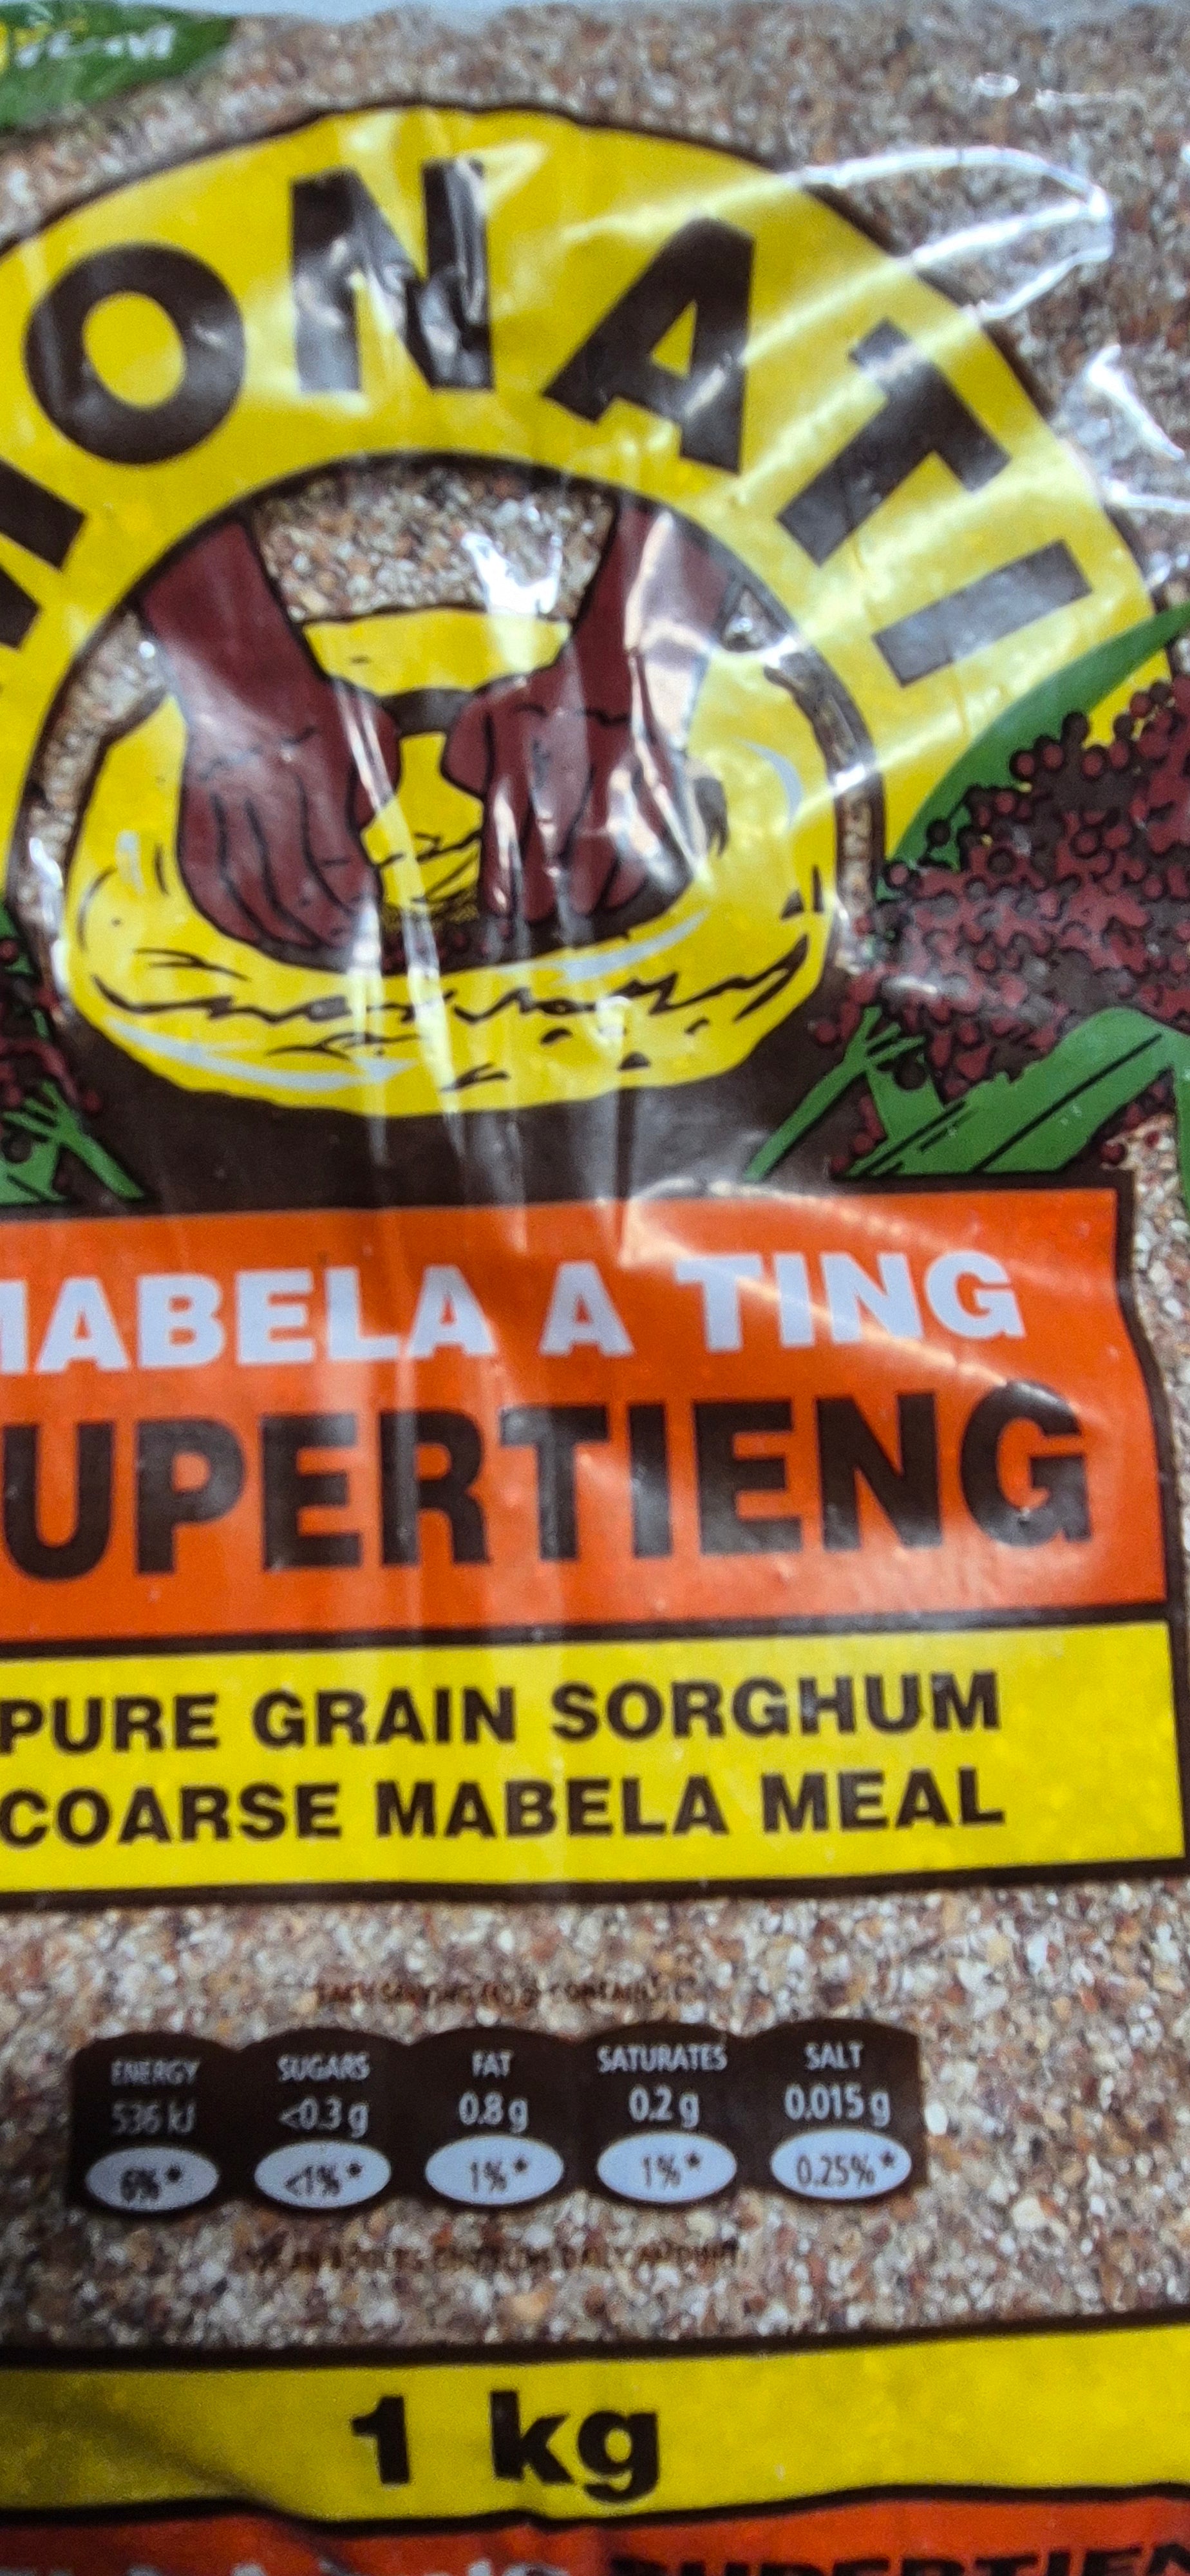 ONATI
MABELA A TING
UPERTIENG
PURE GRAIN SORGHUM
COARSE MABELA MEAL
ENERGY SUGARS FAT SATURATES SALT
536 kJ <0.3 g 0.8 g 0.2 g 0.015 g
6%* <1%* 1%* 1%* 0.25%*
1 kg